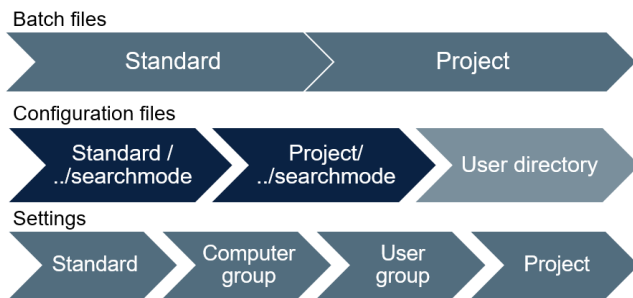 Batch files
Standard
Project
Configuration files
Standard /
../searchmode
Project/
../searchmode
User directory
Settings
Standard
Computer
group
User
group
Project